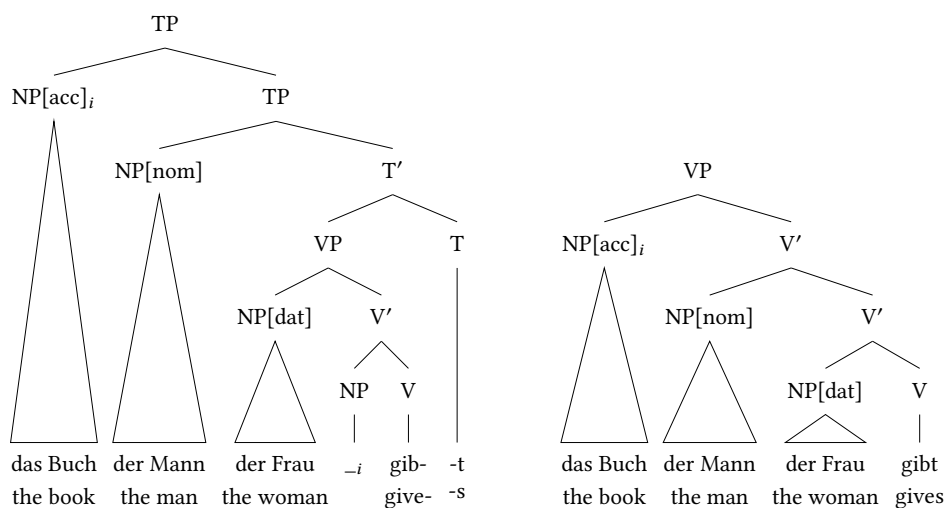 TP
NP[acc]i TP
NP[nom] T′ VP
VP T NP[acc]i V′
NP[dat] V′ NP[nom] V′
NP V NP[dat] V
das Buch der Mann der Frau _i gib- -t das Buch der Mann der Frau gibt
the book the man the woman give- -s the book the man the woman gives